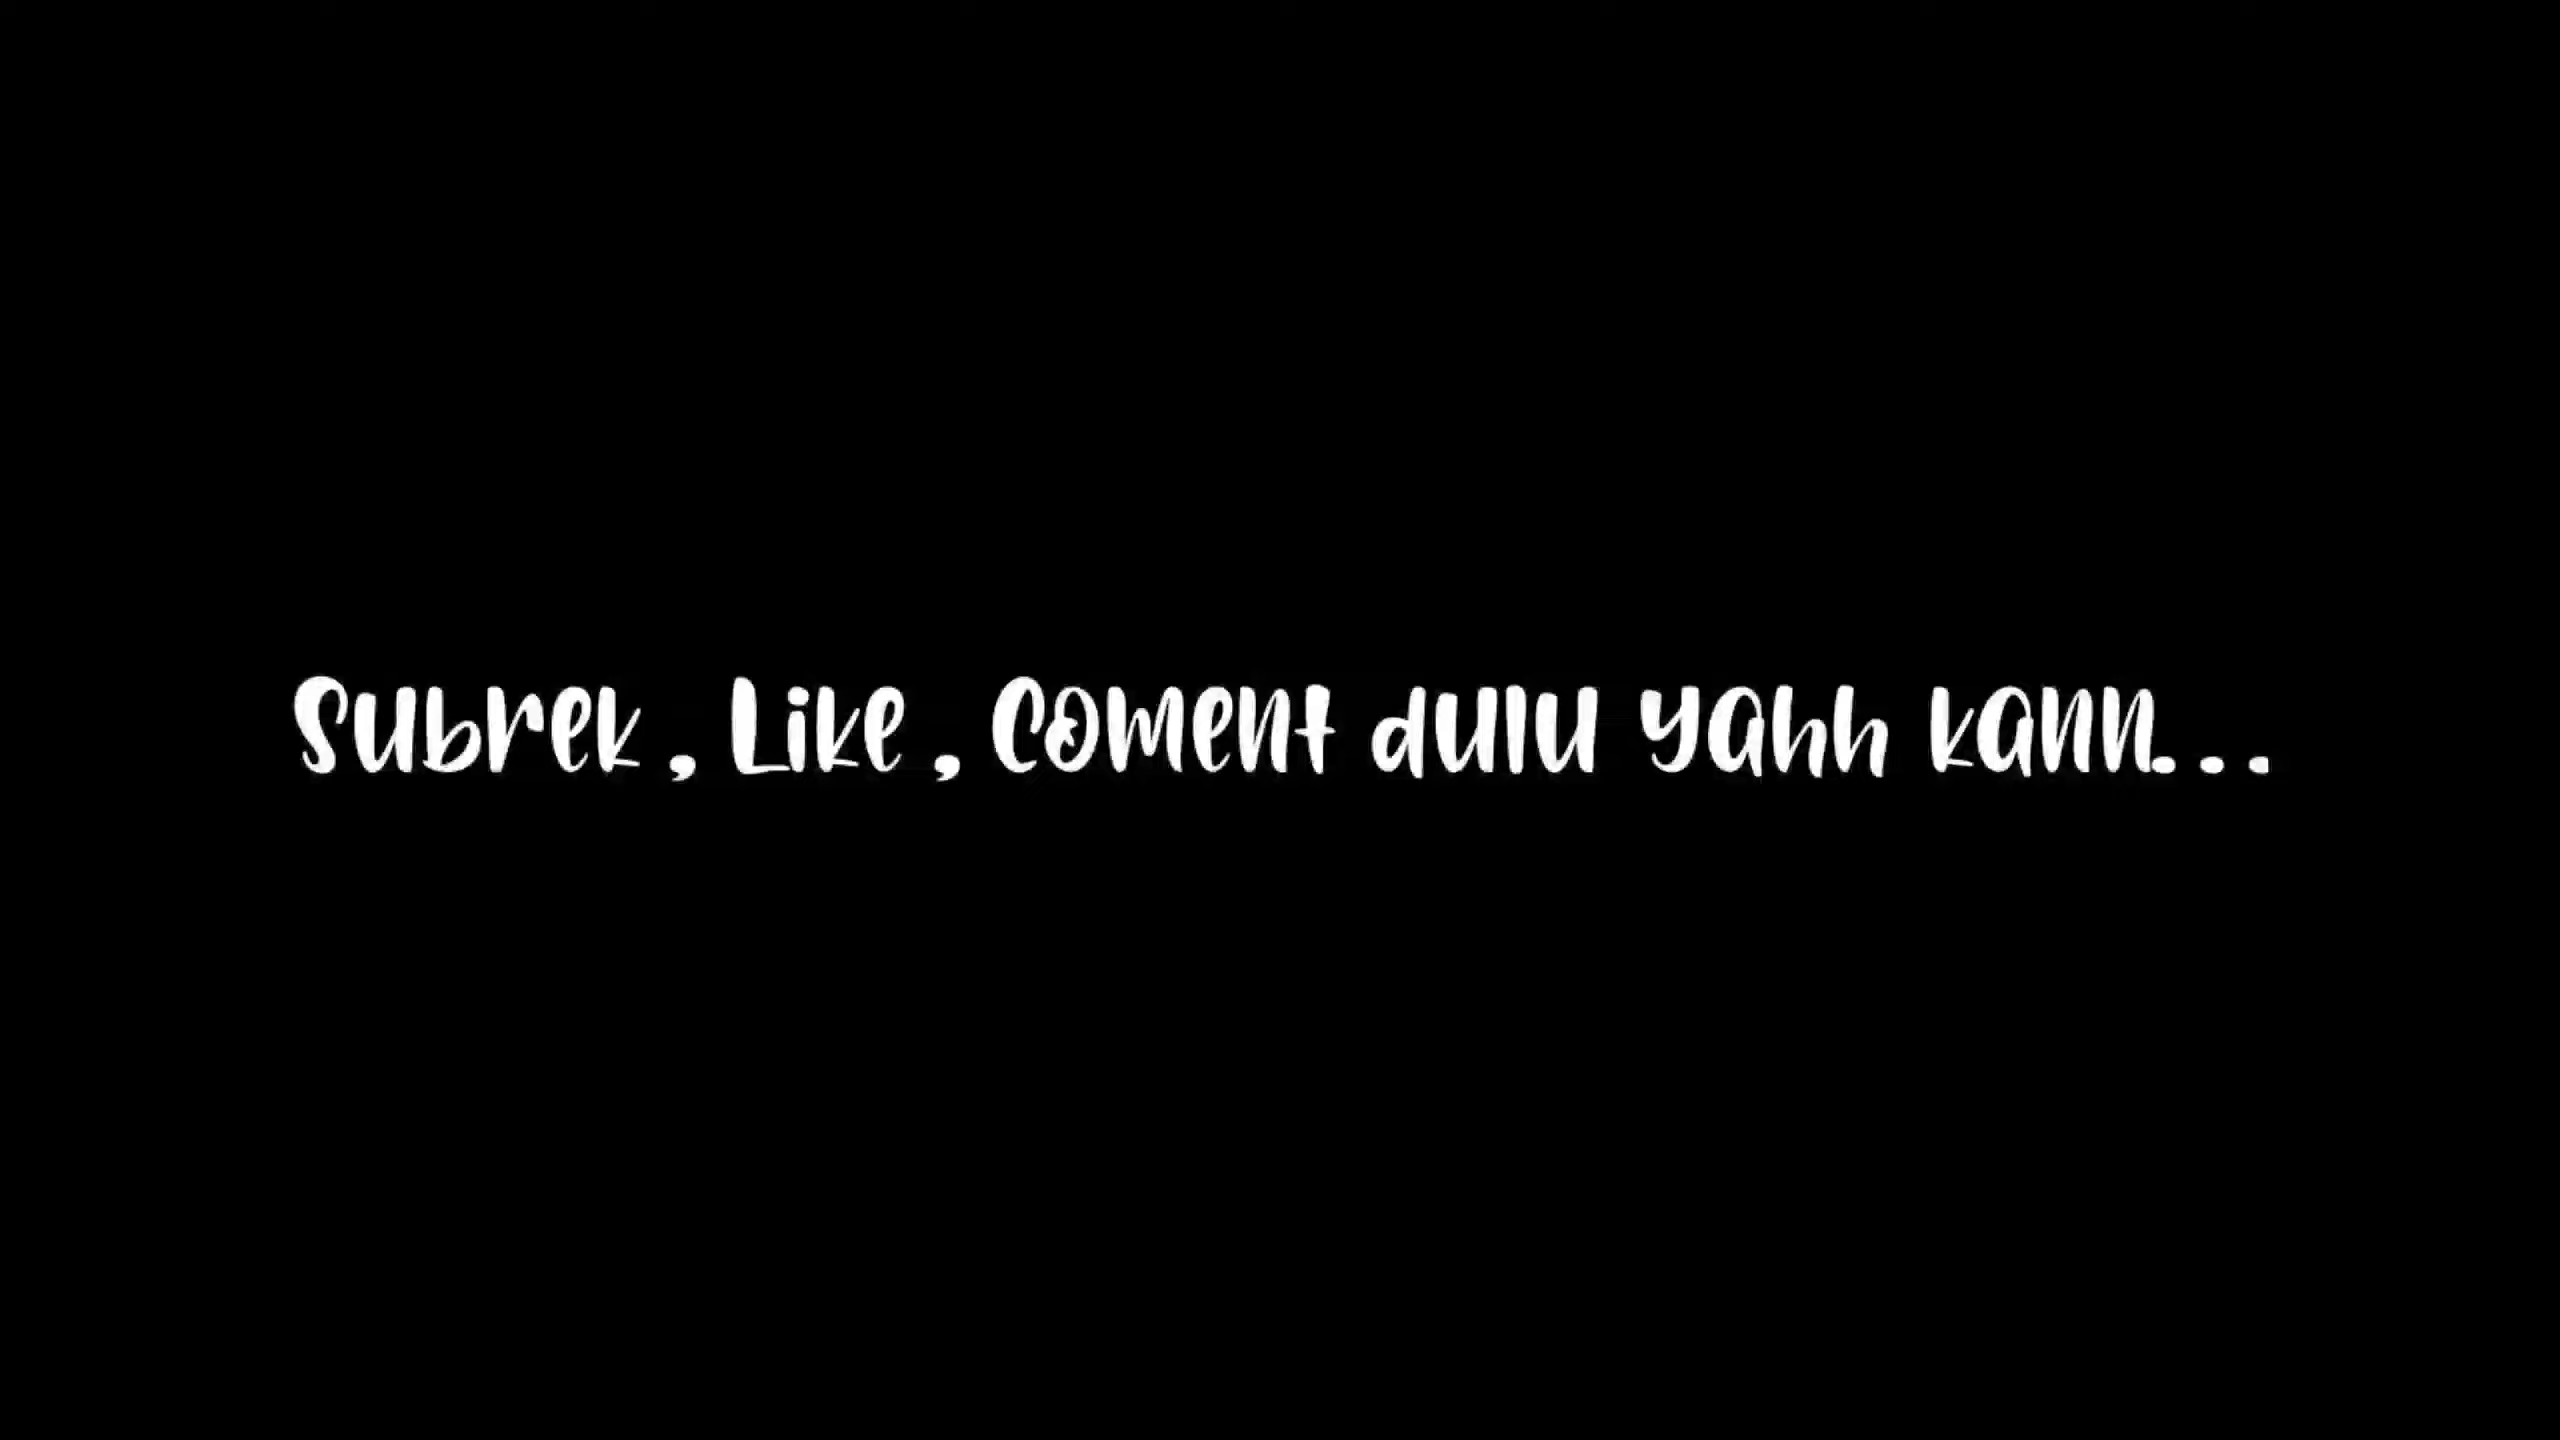 Subrek , Like , Coment dulu yahh kann...